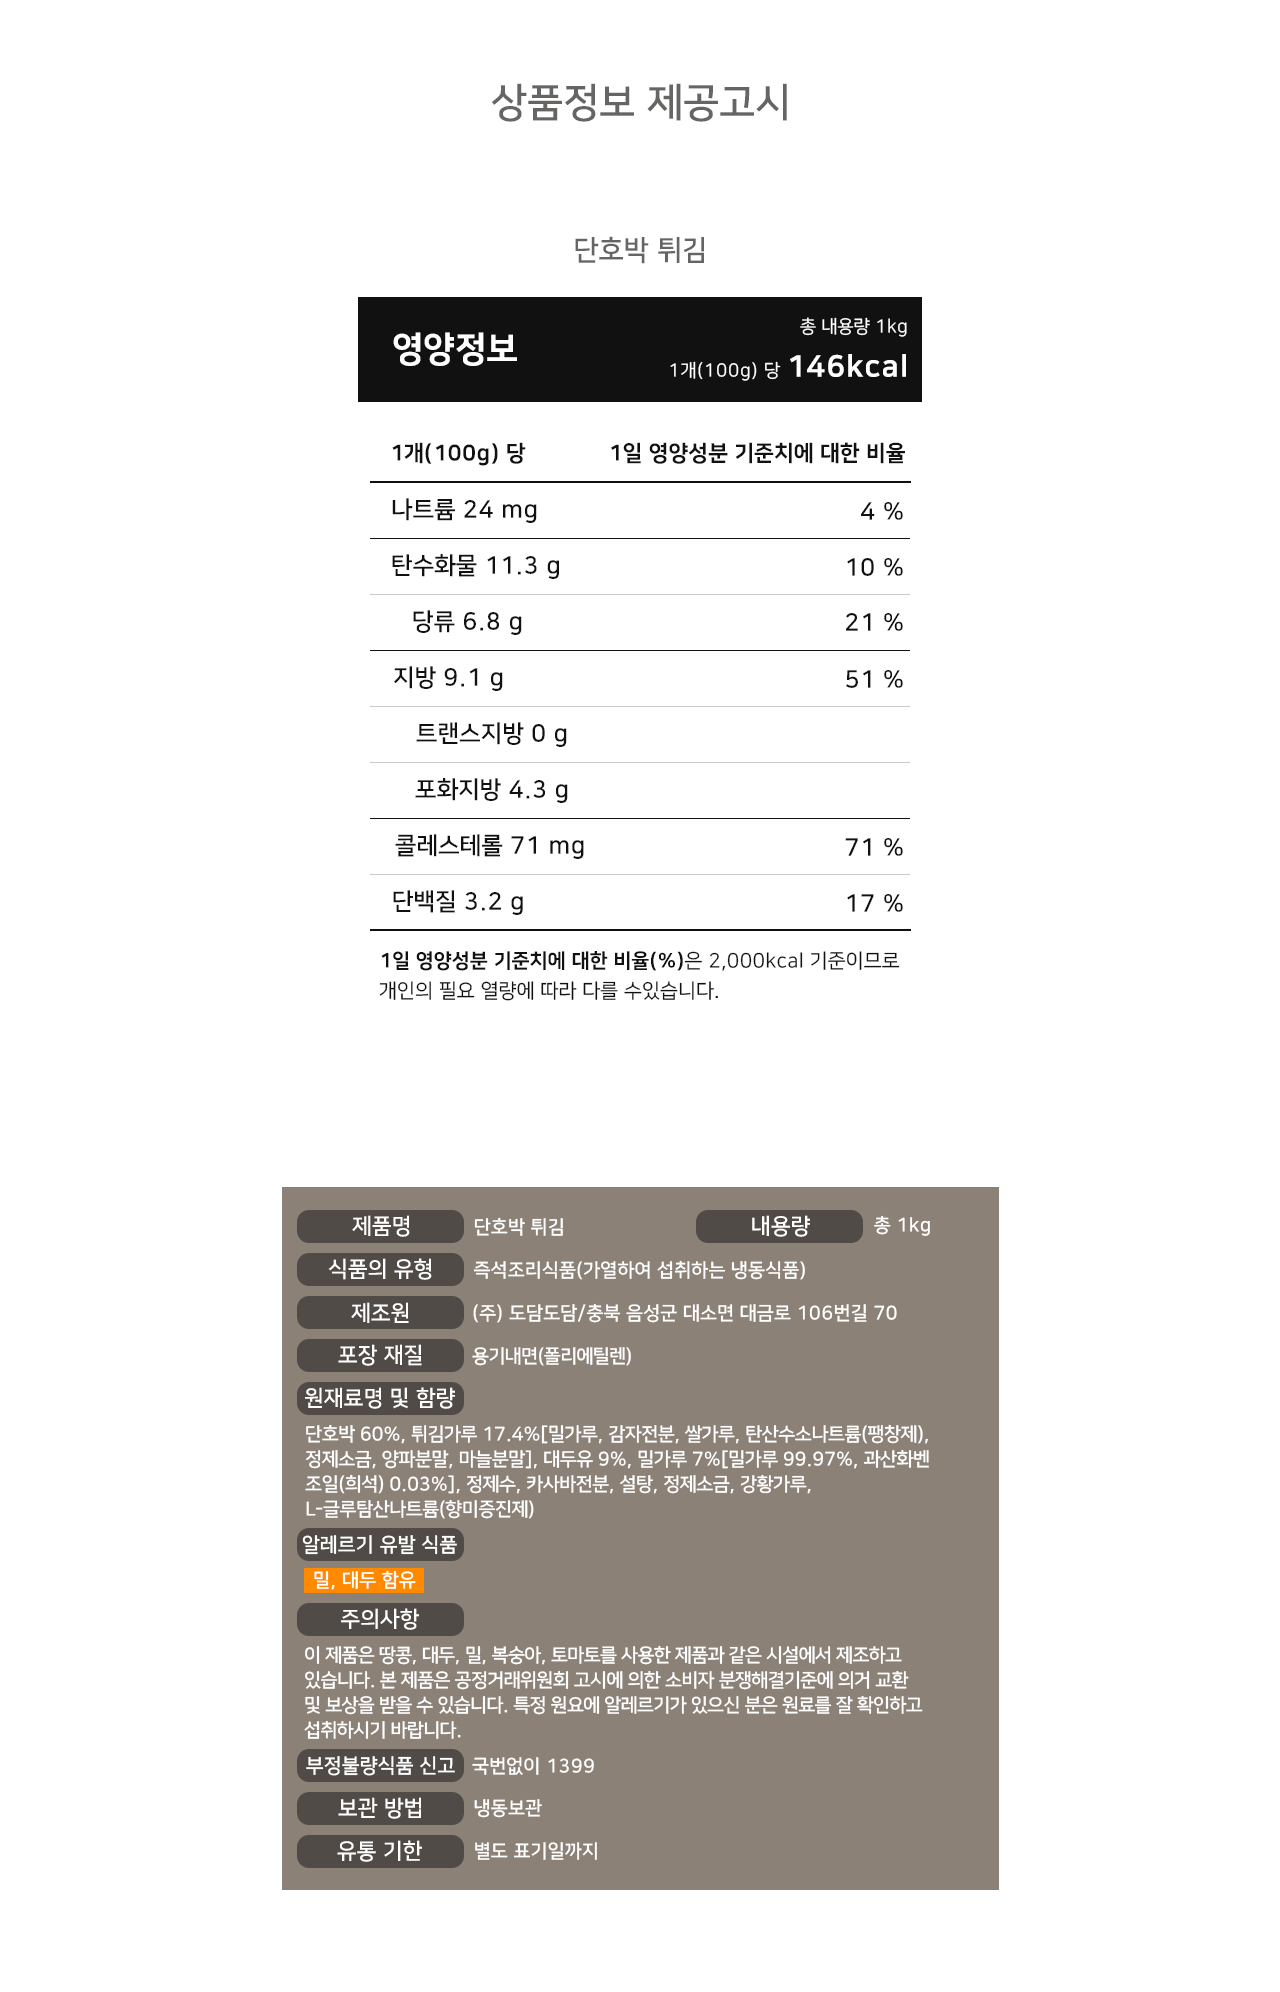 상품정보 제공고시
단호박 튀김
영양정보
총 내용량 1kg
1개(100g) 당 146kcal
1개(100g) 당 1일 영양성분 기준치에 대한 비율
나트륨 24 mg 4 %
탄수화물 11.3 g 10 %
당류 6.8 g 21 %
지방 9.1 g 51 %
트랜스지방 0 g
포화지방 4.3 g
콜레스테롤 71 mg 71 %
단백질 3.2 g 17 %
1일 영양성분 기준치에 대한 비율(%)은 2,000kcal 기준이므로
개인의 필요 열량에 따라 다를 수있습니다.
제품명 단호박 튀김 내용량 총 1kg
식품의 유형 즉석조리식품(가열하여 섭취하는 냉동식품)
제조원 (주) 도담도담/충북 음성군 대소면 대금로 106번길 70
포장 재질 용기내면(폴리에틸렌)
원재료명 및 함량
단호박 60%, 튀김가루 17.4%[밀가루, 감자전분, 쌀가루, 탄산수소나트륨(팽창제),
정제소금, 양파분말, 마늘분말], 대두유 9%, 밀가루 7%[밀가루 99.97%, 과산화벤
조일(희석) 0.03%], 정제수, 카사바전분, 설탕, 정제소금, 강황가루,
L-글루탐산나트륨(향미증진제)
알레르기 유발 식품
밀, 대두 함유
주의사항
이 제품은 땅콩, 대두, 밀, 복숭아, 토마토를 사용한 제품과 같은 시설에서 제조하고
있습니다. 본 제품은 공정거래위원회 고시에 의한 소비자 분쟁해결기준에 의거 교환
및 보상을 받을 수 있습니다. 특정 원요에 알레르기가 있으신 분은 원료를 잘 확인하고
섭취하시기 바랍니다.
부정불량식품 신고 국번없이 1399
보관 방법 냉동보관
유통 기한 별도 표기일까지